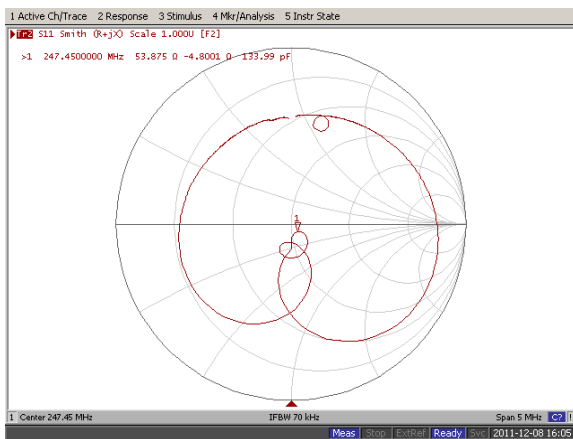 1 Active Ch/Trace 2 Response 3 Stimulus 4 Mkr/Analysis 5 Instr State
Tr2 S11 Smith (R+jX) Scale 1.000U [F2]
>1 247.4500000 MHz 53.875 Ω -4.8001 Ω 133.99 pF
1
1 Center 247.45 MHz IFBW 70 kHz Span 5 MHz C? !
Meas Stop ExtRef Ready Svc 2011-12-08 16:05